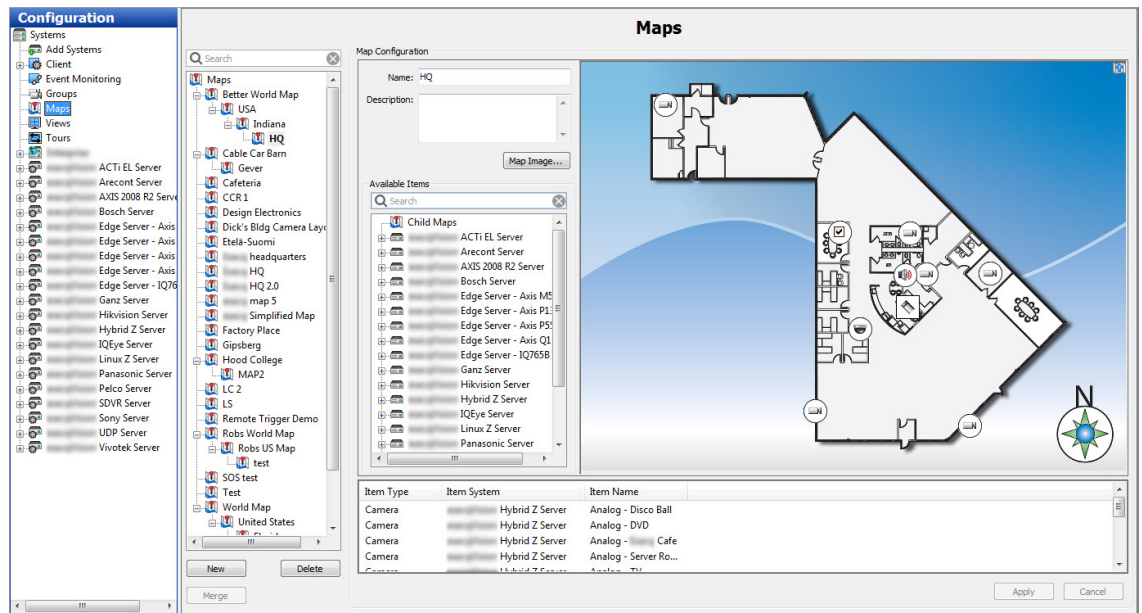 Configuration
Systems
Add Systems
Client
Event Monitoring
Groups
Maps
Views
Tours
ACTi EL Server
Arecont Server
AXIS 2008 R2 Serve
Bosch Server
Edge Server - Axis
Edge Server - Axis
Edge Server - Axis
Edge Server - Axis
Edge Server - IQ76
Ganz Server
Hikvision Server
Hybrid Z Server
IQEye Server
Linux Z Server
Panasonic Server
Pelco Server
SDVR Server
Sony Server
UDP Server
Vivotek Server
Maps
Search
Maps
Better World Map
USA
Indiana
HQ
Cable Car Barn
Gever
Cafeteria
CCR 1
Design Electronics
Dick's Bldg Camera Layo
Etelä-Suomi
headquarters
HQ
HQ 2.0
map 5
Simplified Map
Factory Place
Gipsberg
Hood College
MAP2
LC 2
LS
Remote Trigger Demo
Robs World Map
Robs US Map
test
SOS test
Test
World Map
United States
New
Delete
Merge
Map Configuration
Name: HQ
Description:
Map Image...
Available Items
Search
Child Maps
ACTi EL Server
Arecont Server
AXIS 2008 R2 Server
Bosch Server
Edge Server - Axis M5
Edge Server - Axis P13
Edge Server - Axis P55
Edge Server - Axis Q1
Edge Server - IQ765B
Ganz Server
Hikvision Server
Hybrid Z Server
IQEye Server
Linux Z Server
Panasonic Server
N
Item Type Item System Item Name
Camera Hybrid Z Server Analog - Disco Ball
Camera Hybrid Z Server Analog - DVD
Camera Hybrid Z Server Analog - Cafe
Camera Hybrid Z Server Analog - Server Ro...
Camera Hybrid Z Server Analog - TV
Apply
Cancel